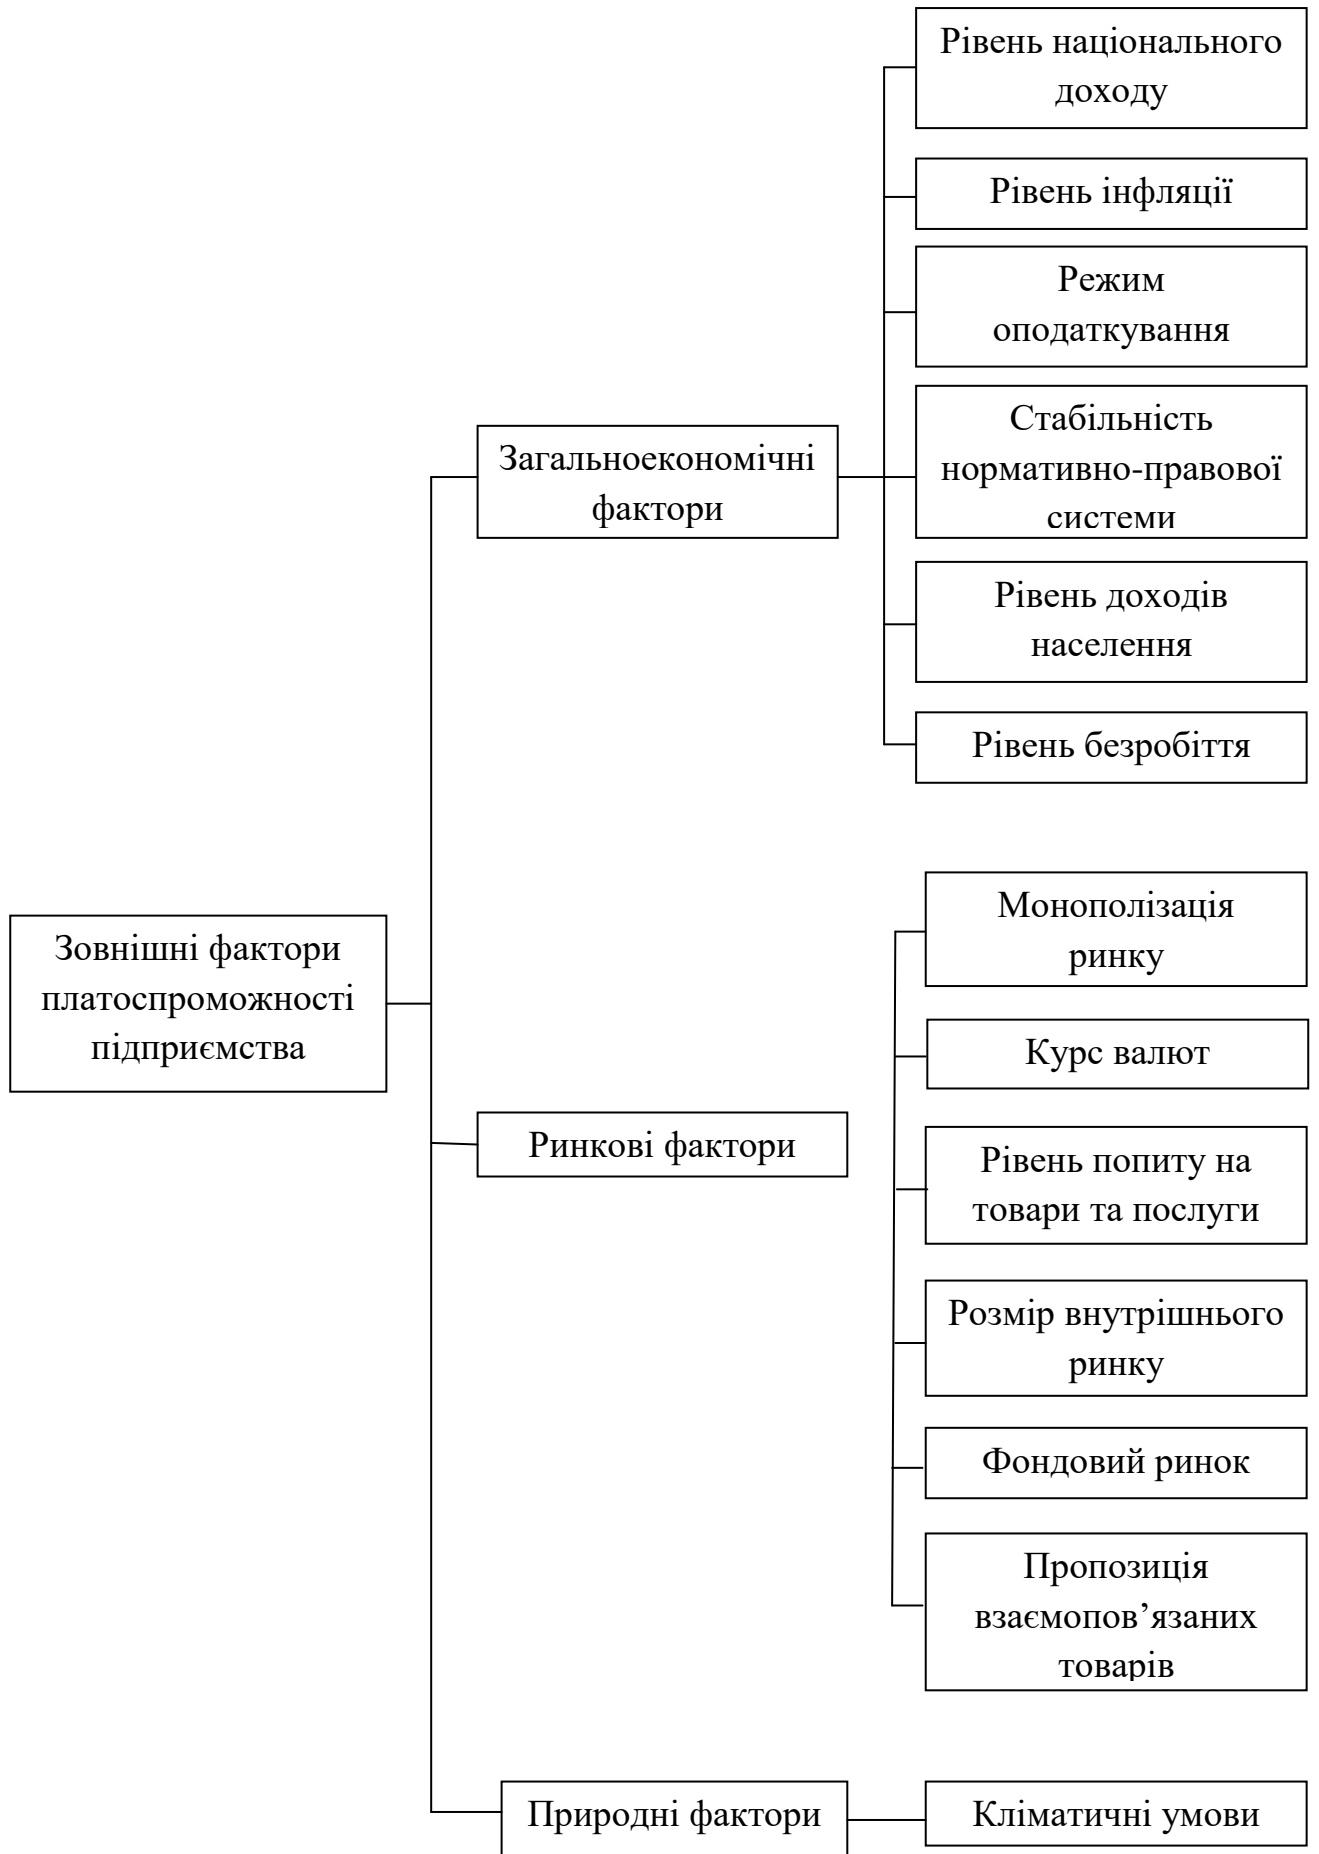 Рівень національного
доходу
Рівень інфляції
Режим
оподаткування
Стабільність
нормативно-правової
системи
Загальноекономічні
фактори
Рівень доходів
населення
Рівень безробіття
Зовнішні фактори
платоспроможності
підприємства
Монополізація
ринку
Курс валют
Ринкові фактори
Рівень попиту на
товари та послуги
Розмір внутрішнього
ринку
Фондовий ринок
Пропозиція
взаємопов’язаних
товарів
Природні фактори
Кліматичні умови